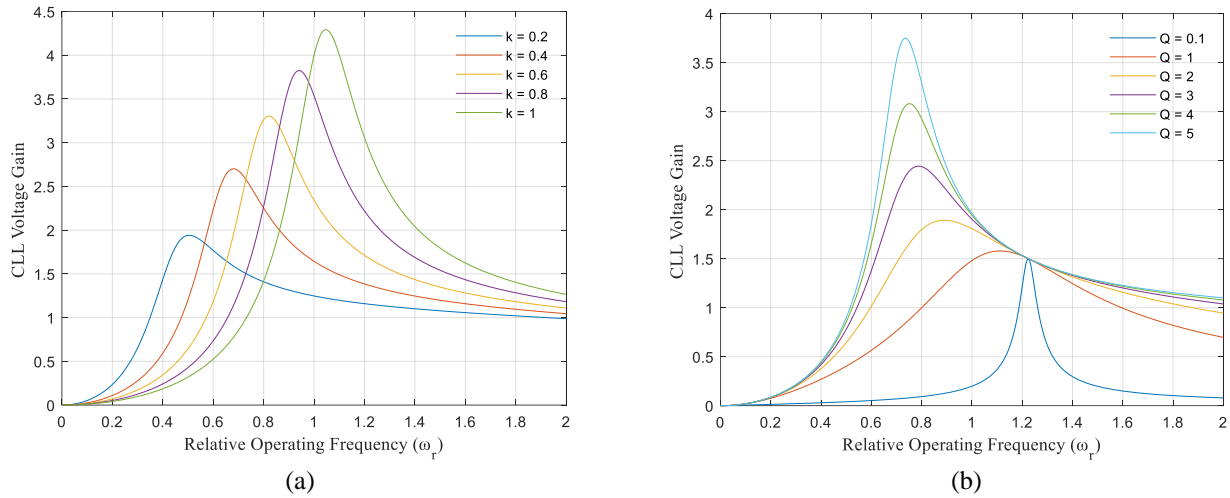 CLL Voltage Gain
4.5
4
3.5
3
2.5
2
1.5
1
0.5
0
k = 0.2
k = 0.4
k = 0.6
k = 0.8
k = 1
0 0.2 0.4 0.6 0.8 1 1.2 1.4 1.6 1.8 2
Relative Operating Frequency (ω_r)
(a)
CLL Voltage Gain
4
3.5
3
2.5
2
1.5
1
0.5
0
Q = 0.1
Q = 1
Q = 2
Q = 3
Q = 4
Q = 5
0 0.2 0.4 0.6 0.8 1 1.2 1.4 1.6 1.8 2
Relative Operating Frequency (ω_r)
(b)